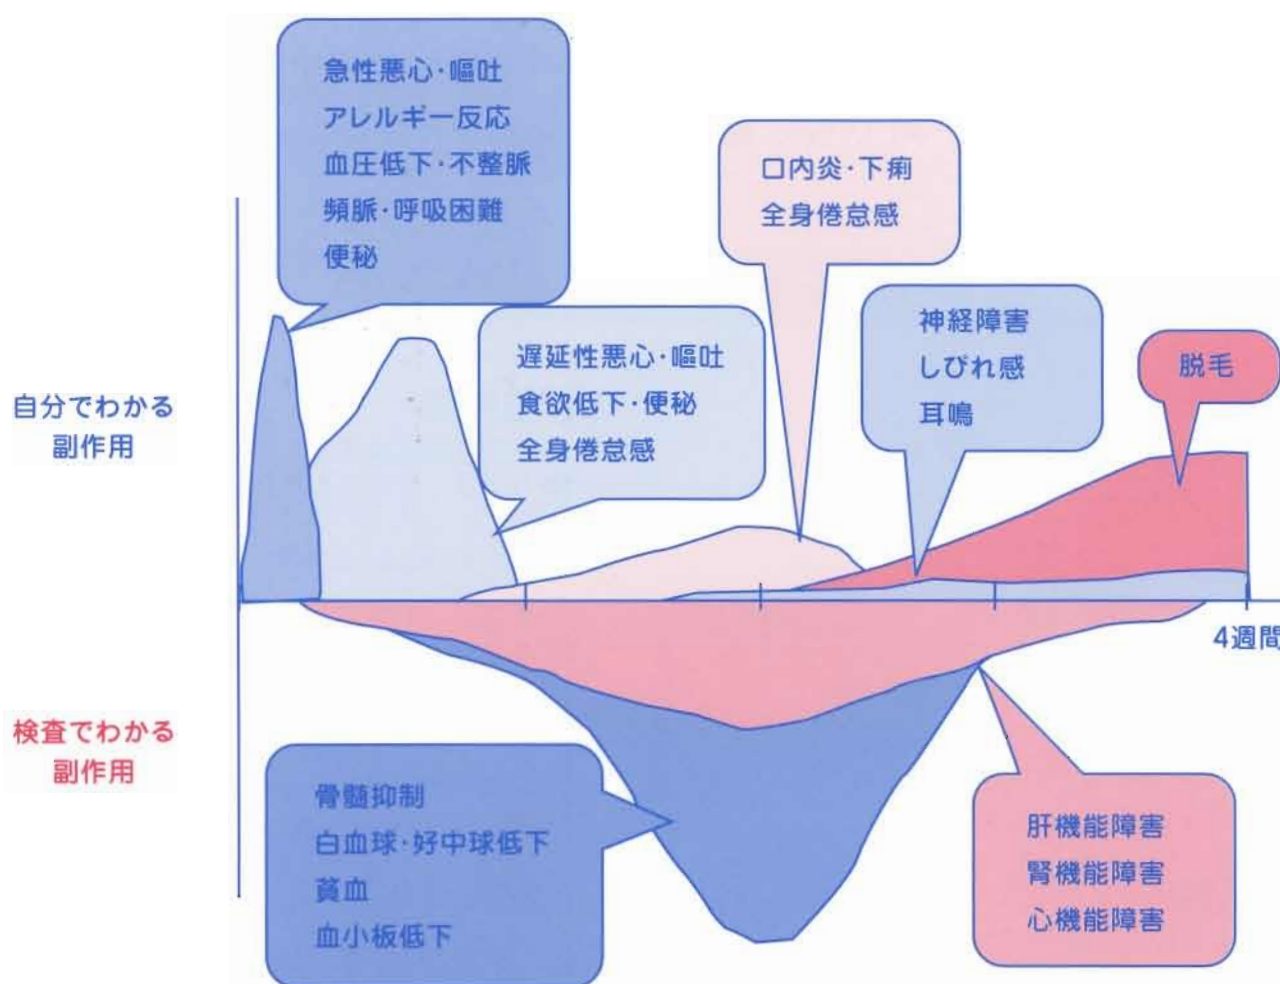 急性悪心・嘔吐
アレルギー反応
血圧低下・不整脈
頻脈・呼吸困難
便秘
口内炎・下痢
全身倦怠感
神経障害
しびれ感
耳鳴
遅延性悪心・嘔吐
食欲低下・便秘
全身倦怠感
脱毛
自分でわかる
副作用
4週間
検査でわかる
副作用
骨髄抑制
白血球・好中球低下
貧血
血小板低下
肝機能障害
腎機能障害
心機能障害